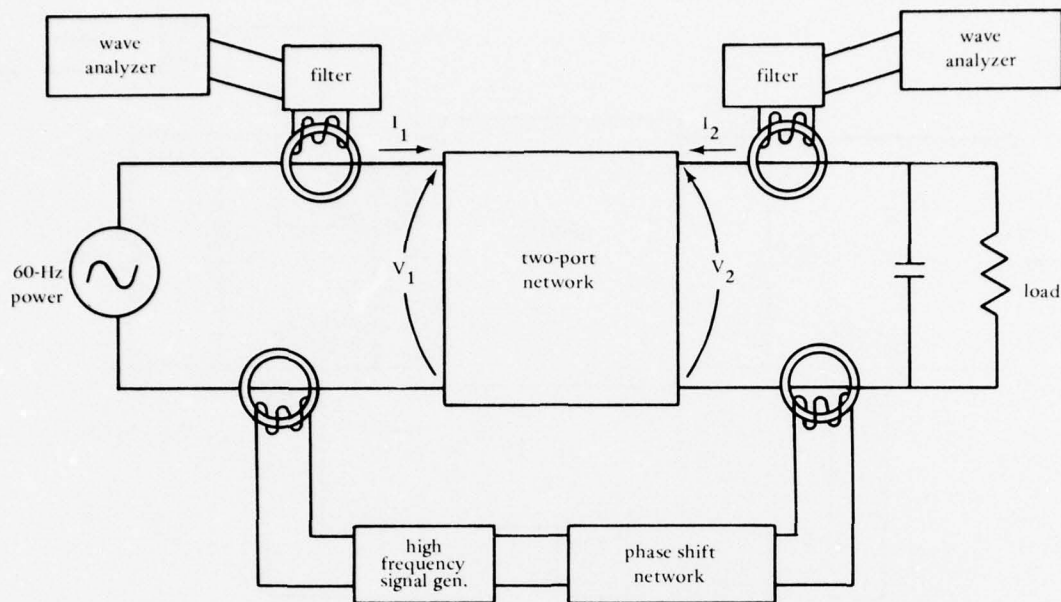 wave
analyzer
filter
filter
wave
analyzer
I₁
I₂
60-Hz
power
V₁
two-port
network
V₂
load
high
frequency
signal gen.
phase shift
network